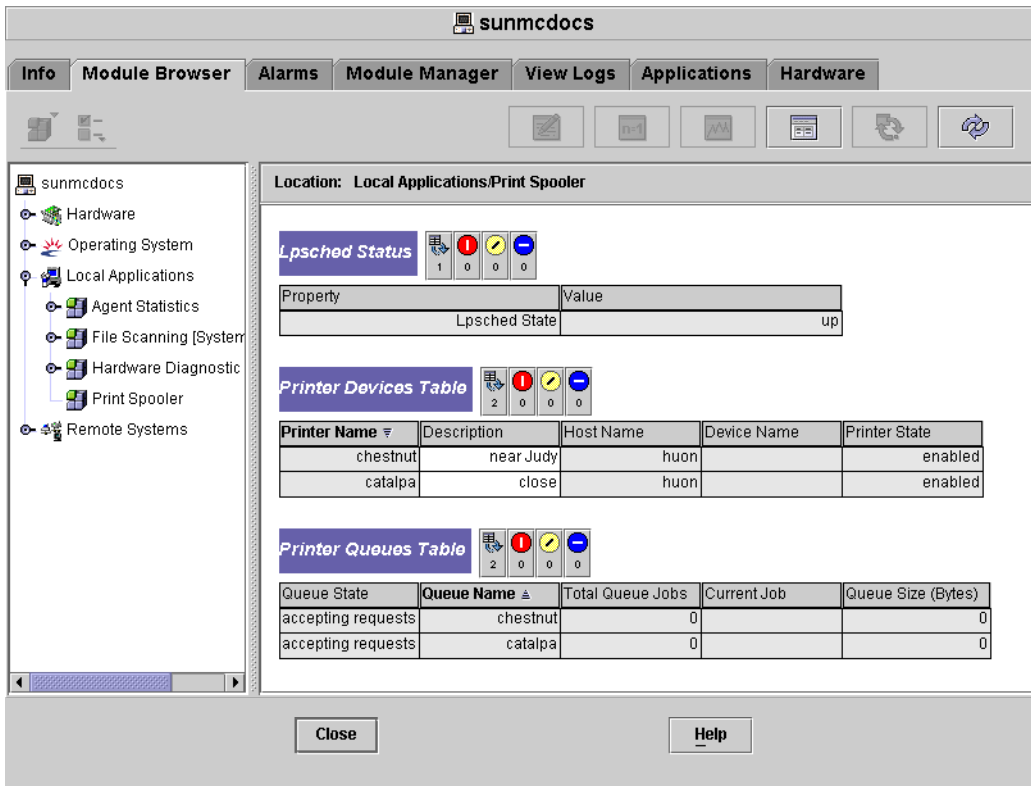 sunmcdocs
Info Module Browser Alarms Module Manager View Logs Applications Hardware
n=1
sunmcdocs
Hardware
Operating System
Local Applications
Agent Statistics
File Scanning [System
Hardware Diagnostic
Print Spooler
Remote Systems
Location: Local Applications/Print Spooler
Lpsched Status
1 0 0 0
Property Value
Lpsched State up
Printer Devices Table
2 0 0 0
Printer Name Description Host Name Device Name Printer State
chestnut near Judy huon enabled
catalpa close huon enabled
Printer Queues Table
2 0 0 0
Queue State Queue Name Total Queue Jobs Current Job Queue Size (Bytes)
accepting requests chestnut 0 0
accepting requests catalpa 0 0
Close Help